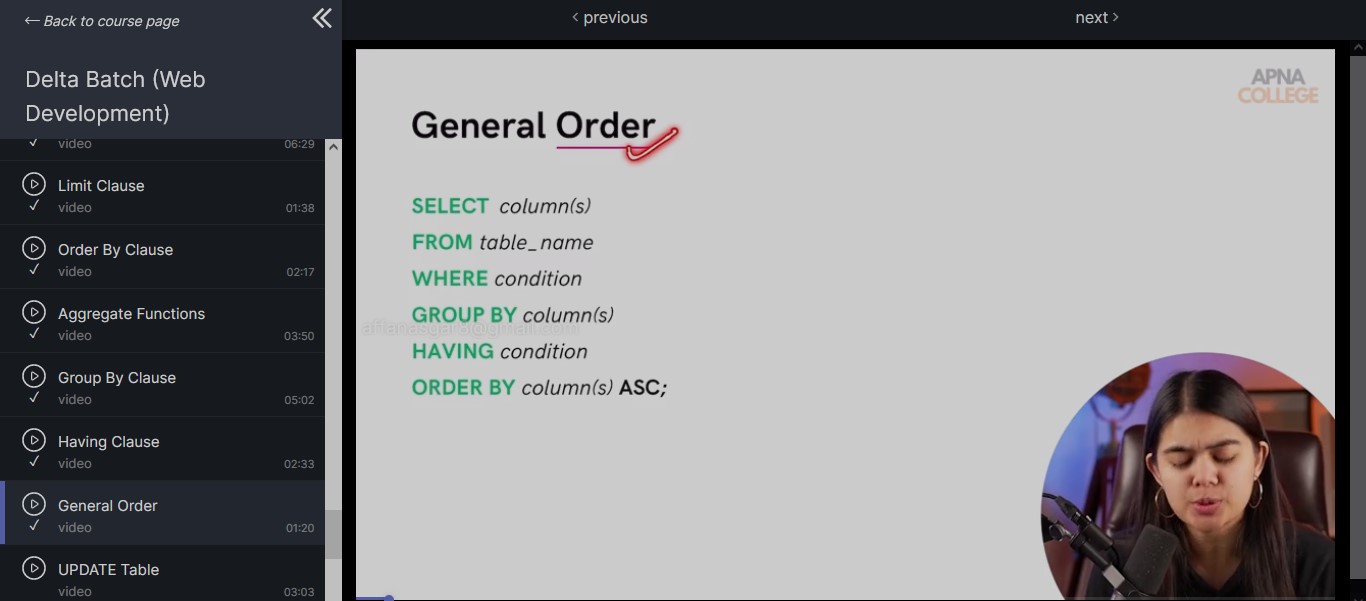 ← Back to course page
Delta Batch (Web
Development)
video 06:29
Limit Clause
video 01:38
Order By Clause
video 02:17
Aggregate Functions
video 03:50
Group By Clause
video 05:02
Having Clause
video 02:33
General Order
video 01:20
UPDATE Table
video 03:03
‹ previous
next ›
APNA
COLLEGE
General Order
SELECT column(s)
FROM table_name
WHERE condition
GROUP BY column(s)
HAVING condition
ORDER BY column(s) ASC;